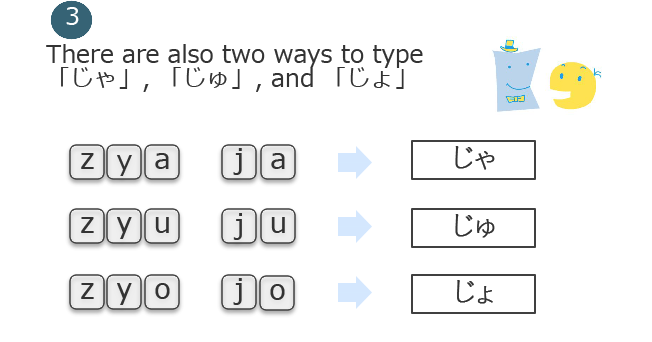 3
There are also two ways to type
「じゃ」, 「じゅ」, and 「じょ」
z y a j a じゃ
z y u j u じゅ
z y o j o じょ